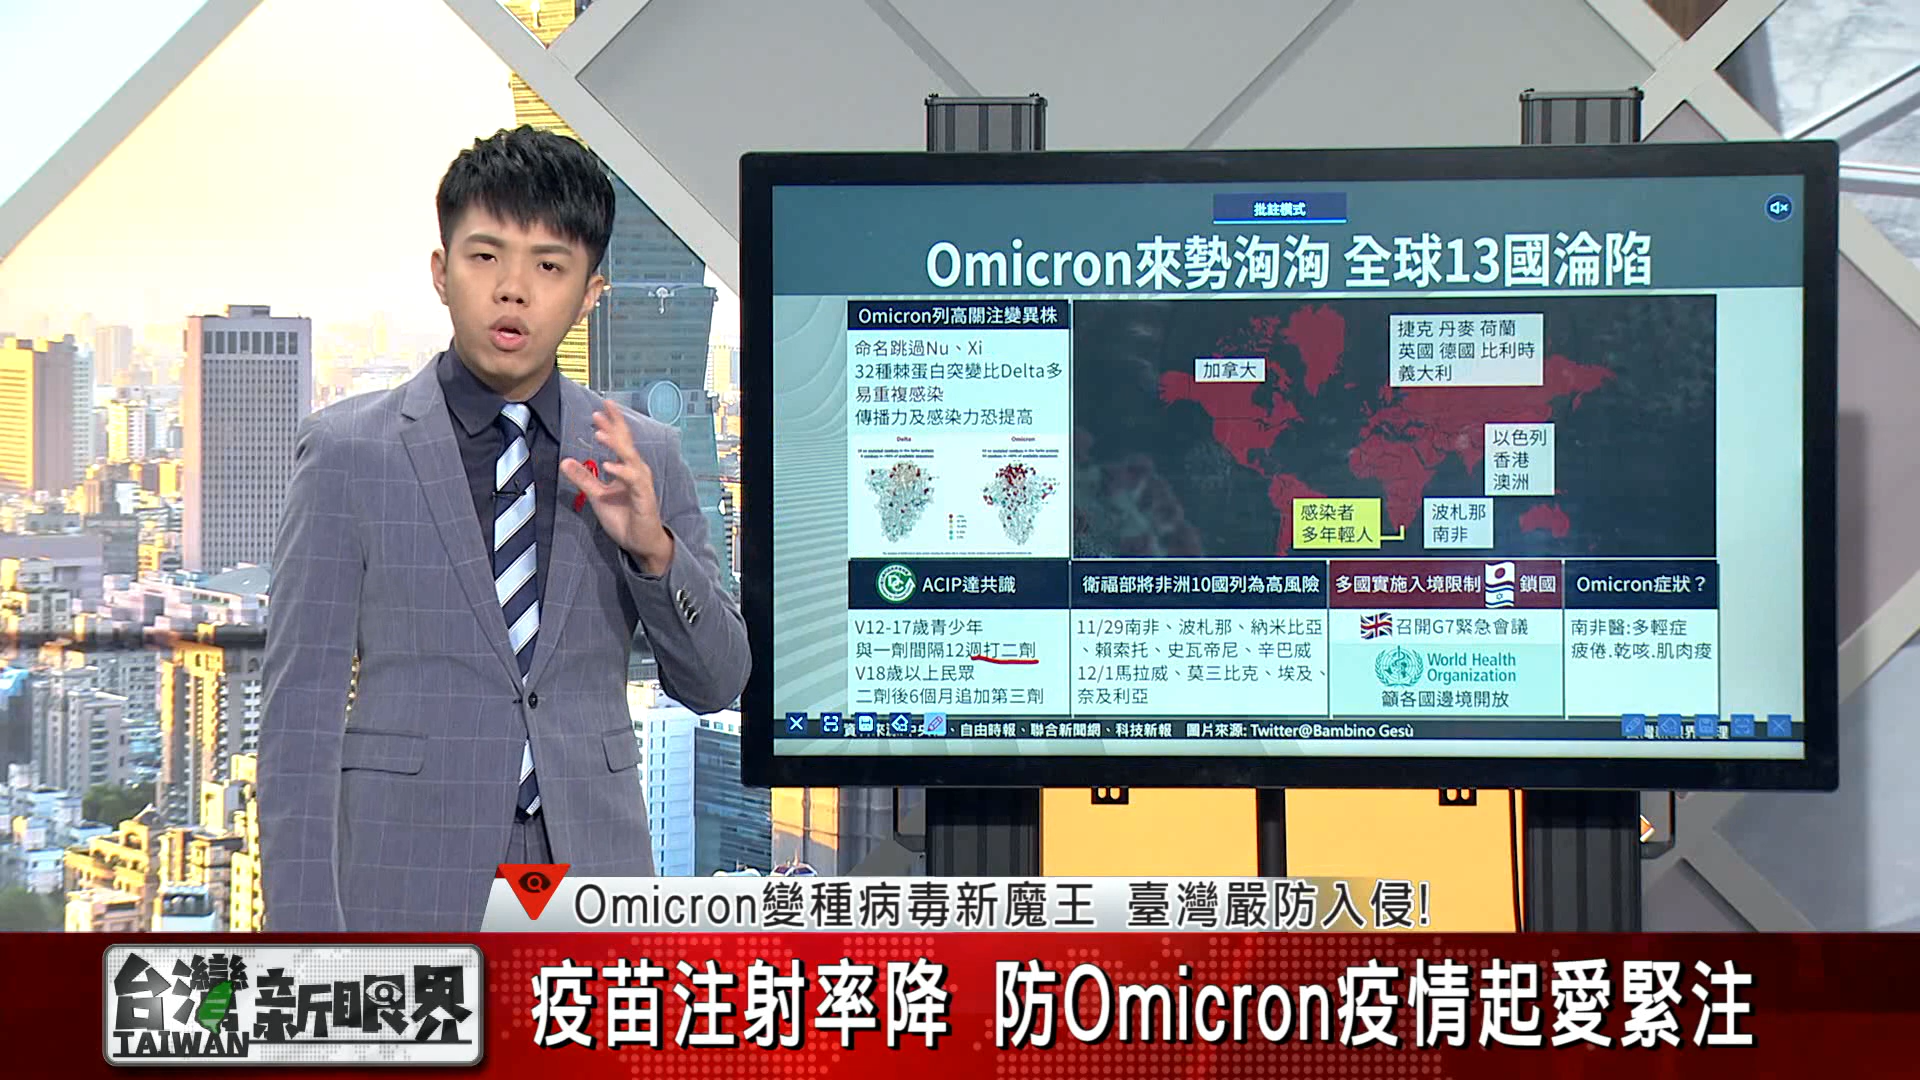 批註模式
Omicron來勢洶洶 全球13國淪陷
Omicron列高關注變異株
命名跳過Nu、Xi
32種棘蛋白突變比Delta多
易重複感染
傳播力及感染力恐提高
Delta
Omicron
加拿大
捷克 丹麥 荷蘭
英國 德國 比利時
義大利
以色列
香港
澳洲
感染者
多年輕人
波札那
南非
ACIP達共識
V12-17歲青少年
與一劑間隔12週打二劑
V18歲以上民眾
二劑後6個月追加第三劑
衛福部將非洲10國列為高風險
11/29南非、波札那、納米比亞
、賴索托、史瓦帝尼、辛巴威
12/1馬拉威、莫三比克、埃及、
奈及利亞
多國實施入境限制 鎖國
召開G7緊急會議
World Health
Organization
籲各國邊境開放
Omicron症狀？
南非醫:多輕症
疲倦.乾咳.肌肉痠
、自由時報、聯合新聞網、科技新報 圖片來源: Twitter@Bambino Gesù
Omicron變種病毒新魔王 臺灣嚴防入侵!
台灣新眼界
TAIWAN
疫苗注射率降 防Omicron疫情起愛緊注